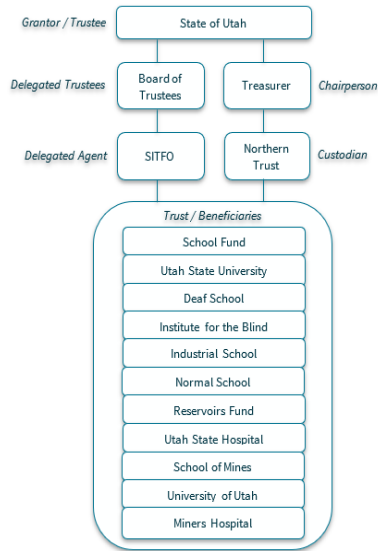 Grantor / Trustee
State of Utah
Delegated Trustees
Board of
Trustees
Treasurer
Chairperson
Delegated Agent
SITFO
Northern
Trust
Custodian
Trust / Beneficiaries
School Fund
Utah State University
Deaf School
Institute for the Blind
Industrial School
Normal School
Reservoirs Fund
Utah State Hospital
School of Mines
University of Utah
Miners Hospital